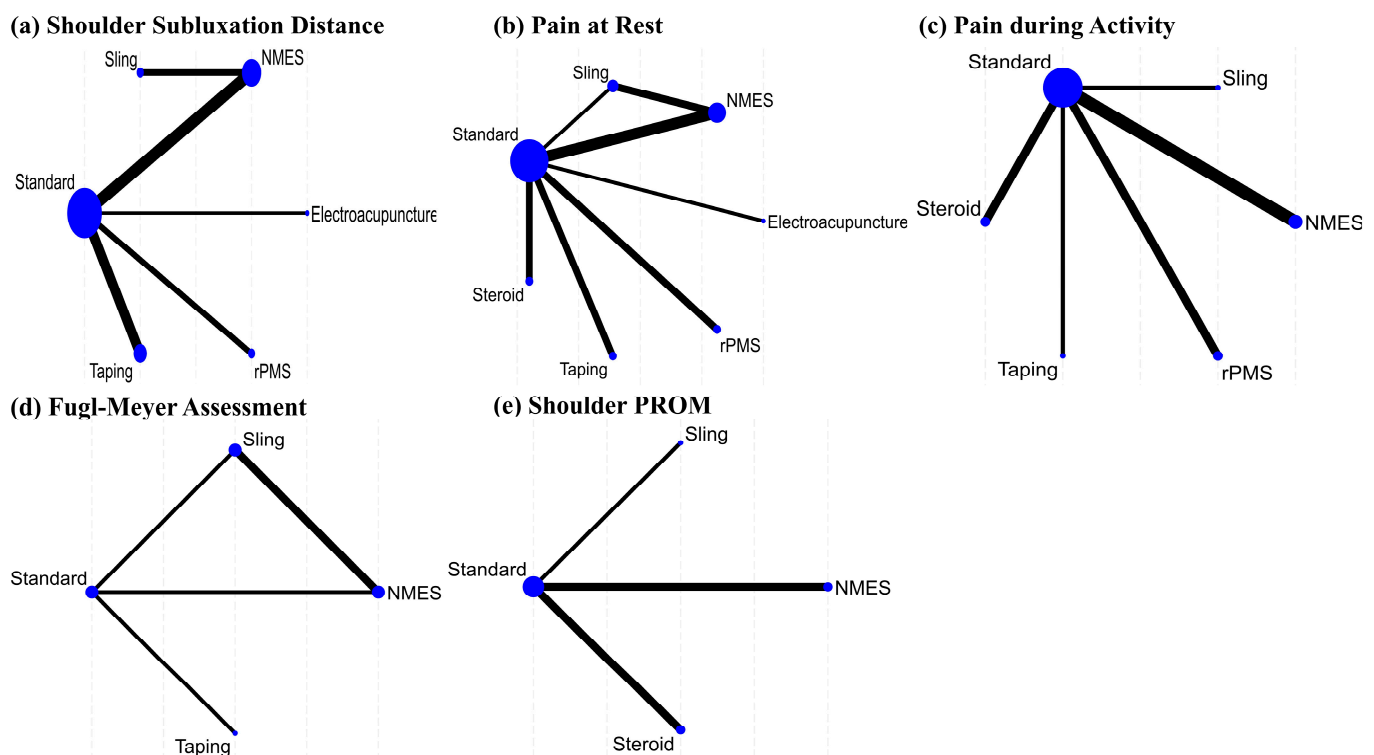 (a) Shoulder Subluxation Distance
Sling
NMES
Standard
Electroacupuncture
Taping
rPMS
(b) Pain at Rest
Sling
NMES
Standard
Electroacupuncture
Steroid
Taping
rPMS
(c) Pain during Activity
Standard
Sling
Steroid
NMES
Taping
rPMS
(d) Fugl-Meyer Assessment
Sling
Standard
NMES
Taping
(e) Shoulder PROM
Sling
Standard
NMES
Steroid